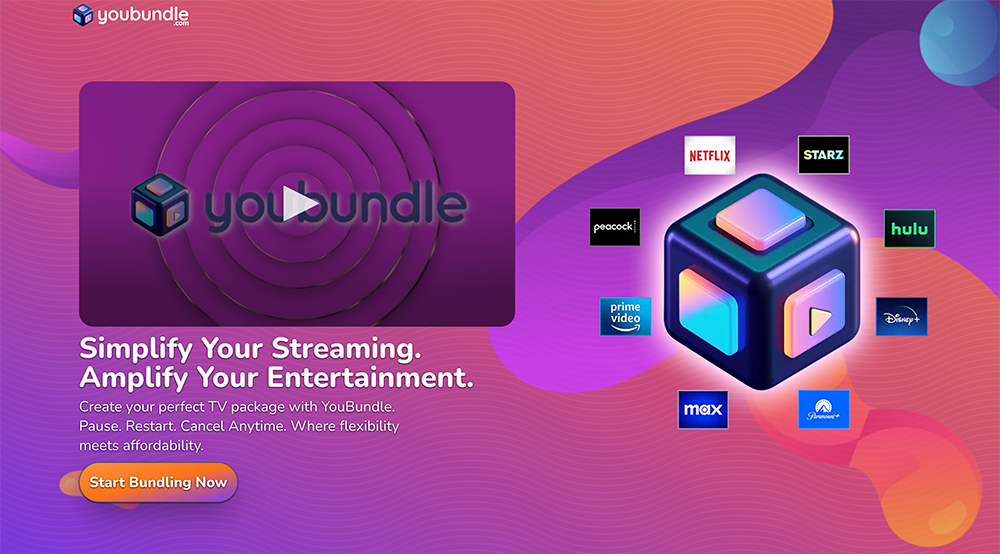 youbundle
.com
youbundle
Simplify Your Streaming.
Amplify Your Entertainment.
Create your perfect TV package with YouBundle.
Pause. Restart. Cancel Anytime. Where flexibility
meets affordability.
Start Bundling Now
NETFLIX
STARZ
peacock
hulu
prime
video
Disney+
max
Paramount+